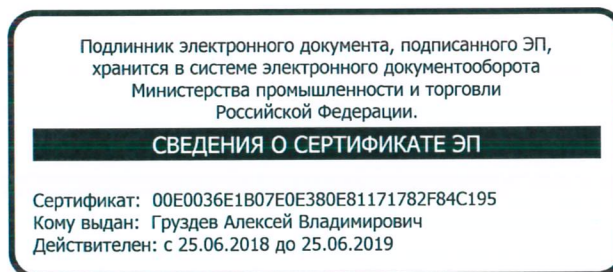 Подлинник электронного документа, подписанного ЭП,
хранится в системе электронного документооборота
Министерства промышленности и торговли
Российской Федерации.
СВЕДЕНИЯ О СЕРТИФИКАТЕ ЭП
Сертификат: 00E0036E1B07E0E380E81171782F84C195
Кому выдан: Груздев Алексей Владимирович
Действителен: с 25.06.2018 до 25.06.2019